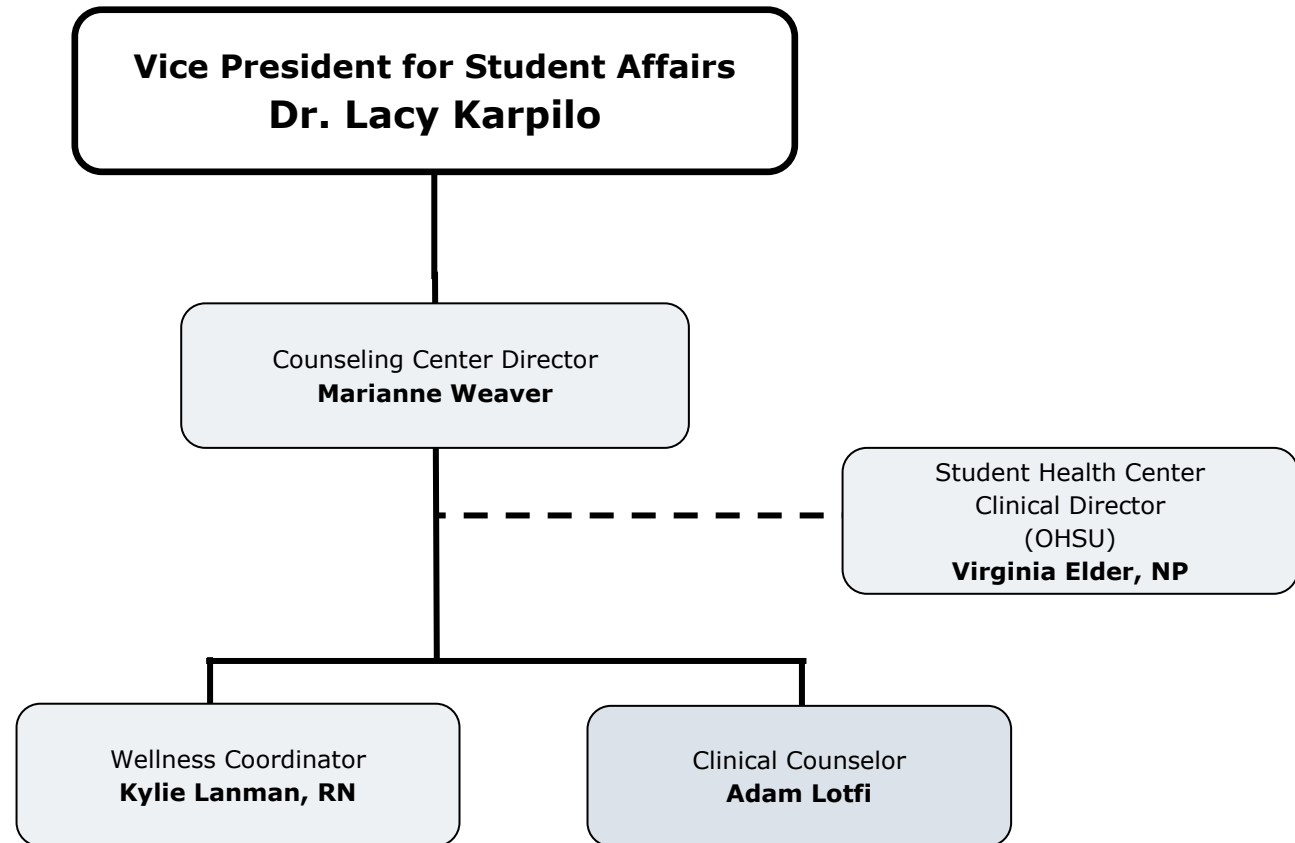 Vice President for Student Affairs
Dr. Lacy Karpilo
Counseling Center Director
Marianne Weaver
Student Health Center
Clinical Director
(OHSU)
Virginia Elder, NP
Wellness Coordinator
Kylie Lanman, RN
Clinical Counselor
Adam Lotfi